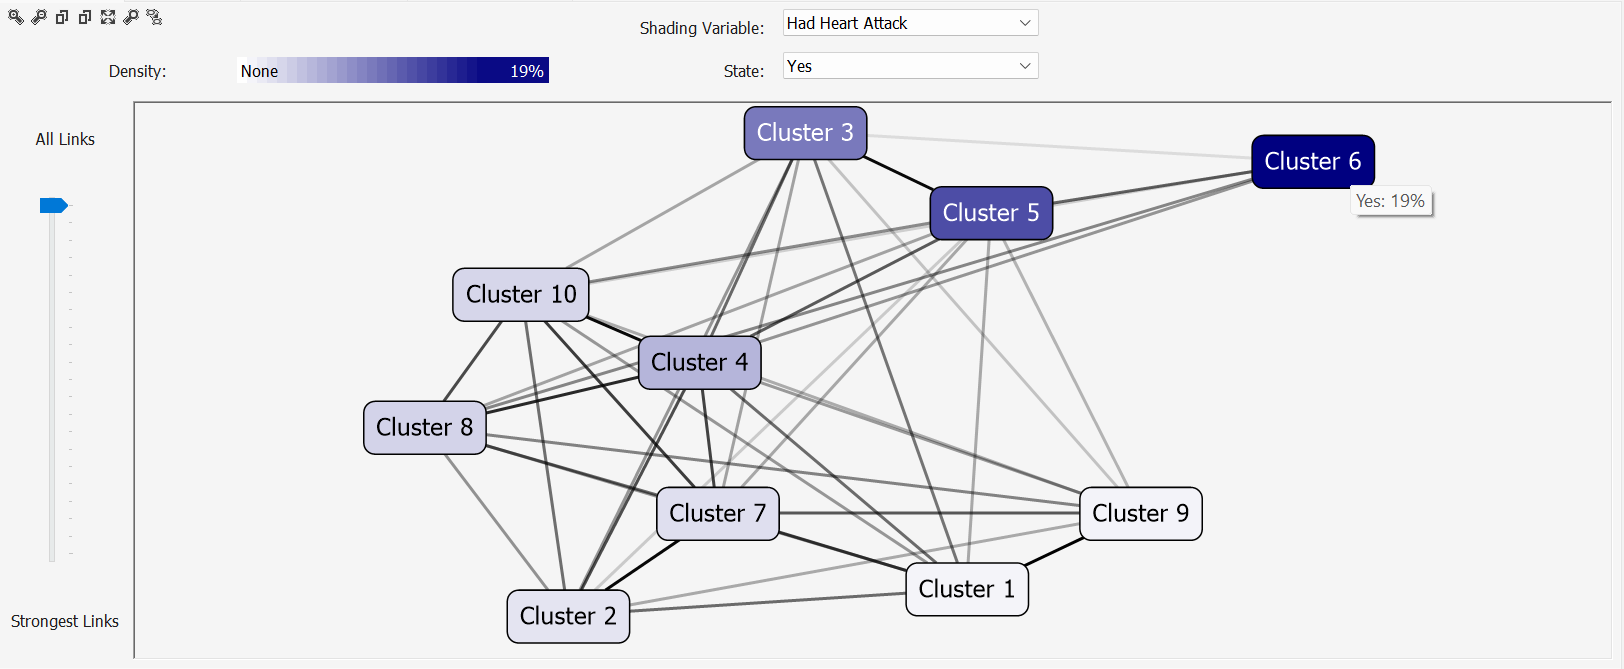 Shading Variable: Had Heart Attack
Density: None 19% State: Yes
All Links
Cluster 3
Cluster 6
Yes: 19%
Cluster 5
Cluster 10
Cluster 4
Cluster 8
Cluster 7
Cluster 9
Cluster 1
Cluster 2
Strongest Links